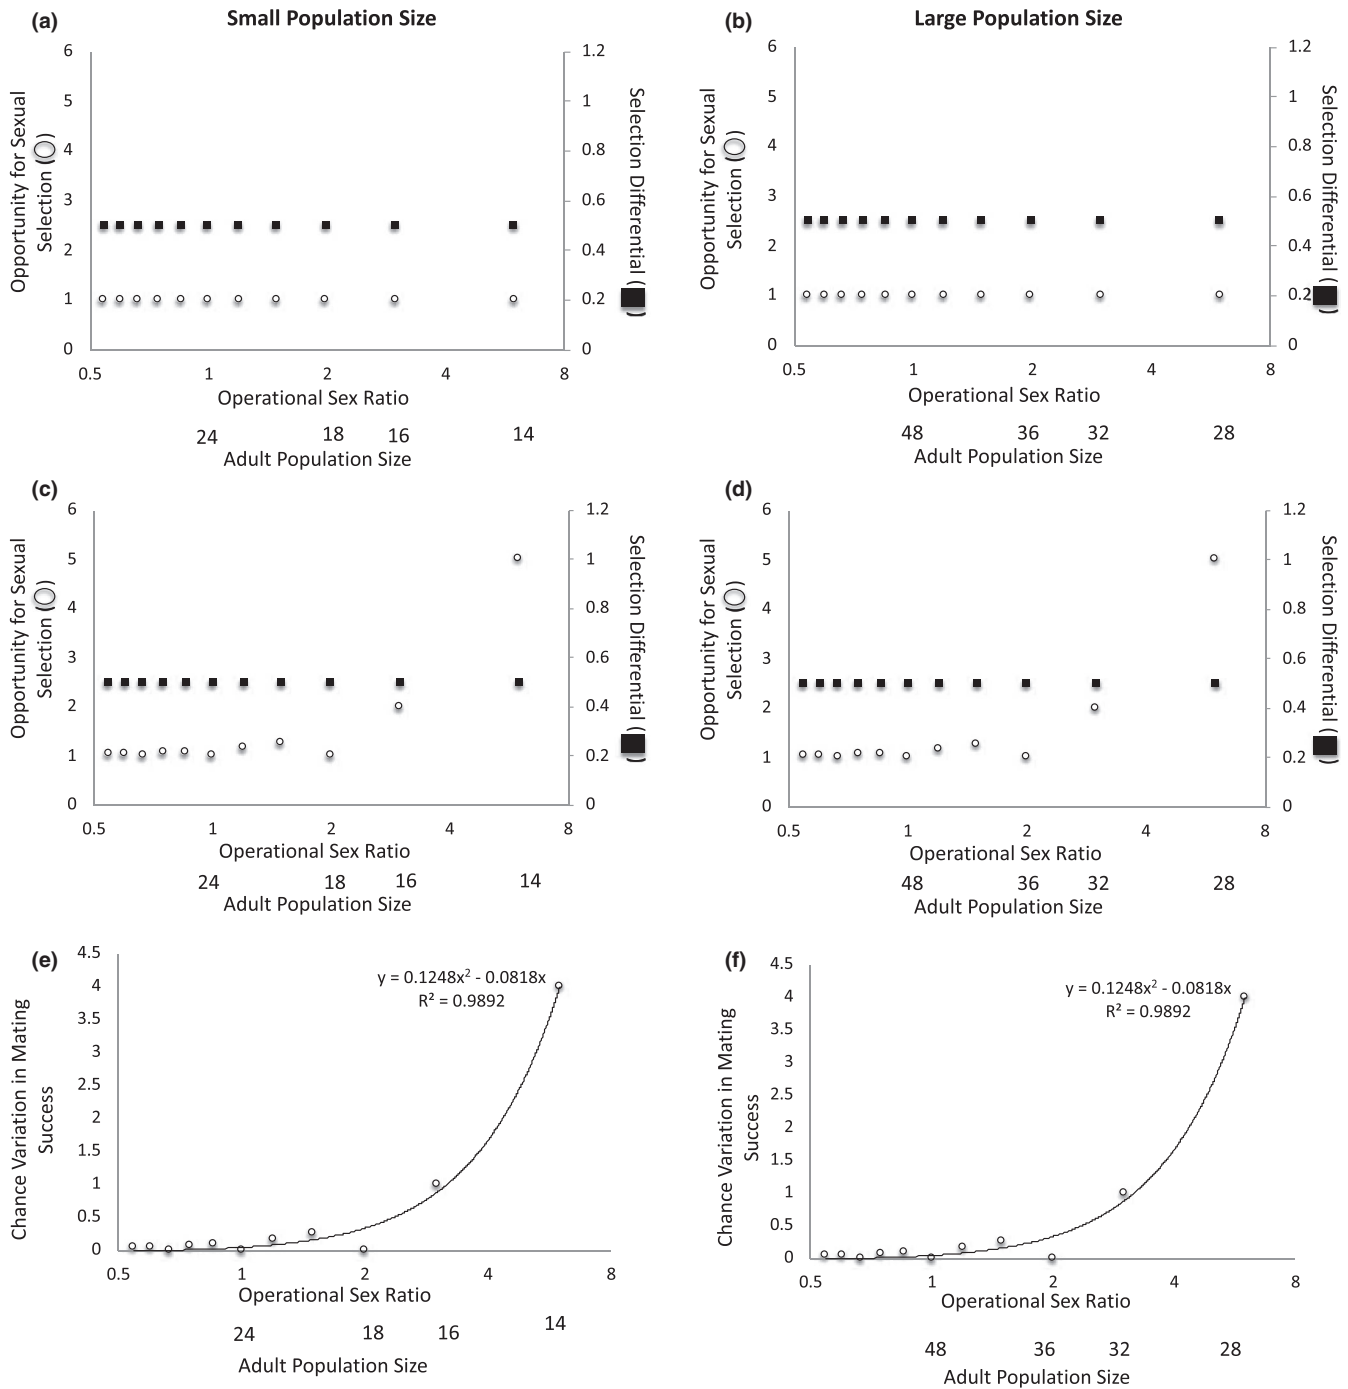 (a)
Small Population Size
6
5
4
3
2
1
0
1.2
1
0.8
0.6
0.4
0.2
0
Opportunity for Sexual
Selection ( )
Selection Differential ( )
0.5 1 2 4 8
Operational Sex Ratio
24 18 16 14
Adult Population Size
(b)
Large Population Size
6
5
4
3
2
1
0
1.2
1
0.8
0.6
0.4
0.2
0
Opportunity for Sexual
Selection ( )
Selection Differential ( )
0.5 1 2 4 8
Operational Sex Ratio
48 36 32 28
Adult Population Size
(c)
6
5
4
3
2
1
0
1.2
1
0.8
0.6
0.4
0.2
0
Opportunity for Sexual
Selection ( )
Selection Differential ( )
0.5 1 2 4 8
Operational Sex Ratio
24 18 16 14
Adult Population Size
(d)
6
5
4
3
2
1
0
1.2
1
0.8
0.6
0.4
0.2
0
Opportunity for Sexual
Selection ( )
Selection Differential ( )
0.5 1 2 4 8
Operational Sex Ratio
48 36 32 28
Adult Population Size
(e)
4.5
4
3.5
3
2.5
2
1.5
1
0.5
0
Chance Variation in Mating
Success
y = 0.1248x² - 0.0818x
R² = 0.9892
0.5 1 2 4 8
Operational Sex Ratio
24 18 16 14
Adult Population Size
(f)
4.5
4
3.5
3
2.5
2
1.5
1
0.5
0
Chance Variation in Mating
Success
y = 0.1248x² - 0.0818x
R² = 0.9892
0.5 1 2 4 8
Operational Sex Ratio
48 36 32 28
Adult Population Size